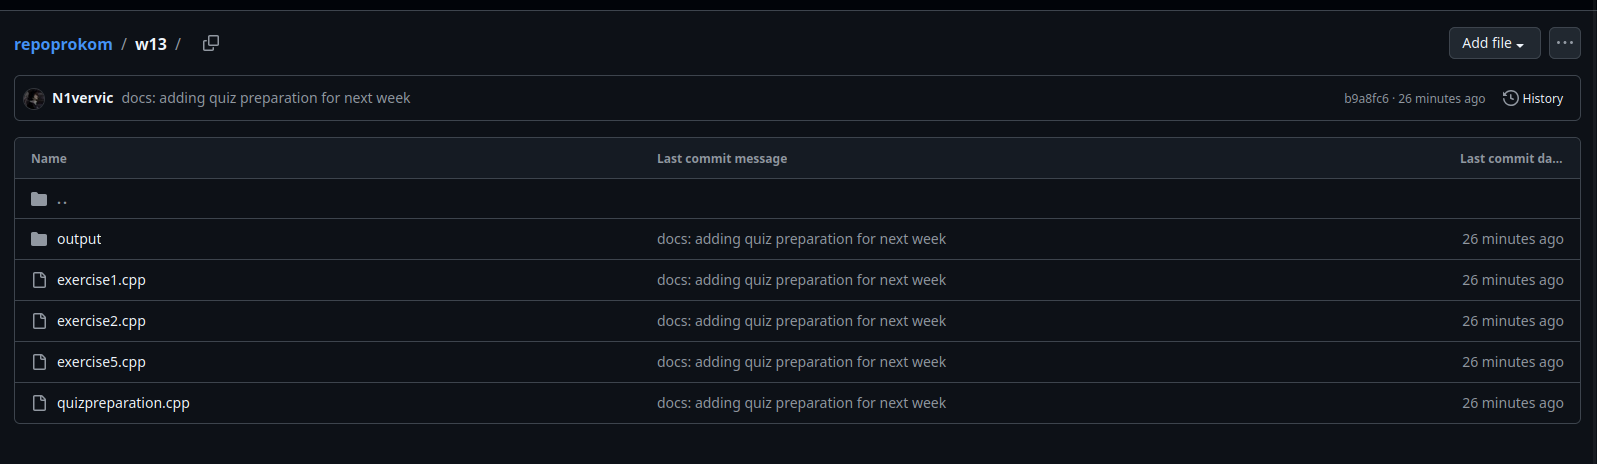 repoprokom / w13 /
Add file
N1vervic docs: adding quiz preparation for next week
b9a8fc6 · 26 minutes ago
History
Name Last commit message Last commit da...
..
output docs: adding quiz preparation for next week 26 minutes ago
exercise1.cpp docs: adding quiz preparation for next week 26 minutes ago
exercise2.cpp docs: adding quiz preparation for next week 26 minutes ago
exercise5.cpp docs: adding quiz preparation for next week 26 minutes ago
quizpreparation.cpp docs: adding quiz preparation for next week 26 minutes ago